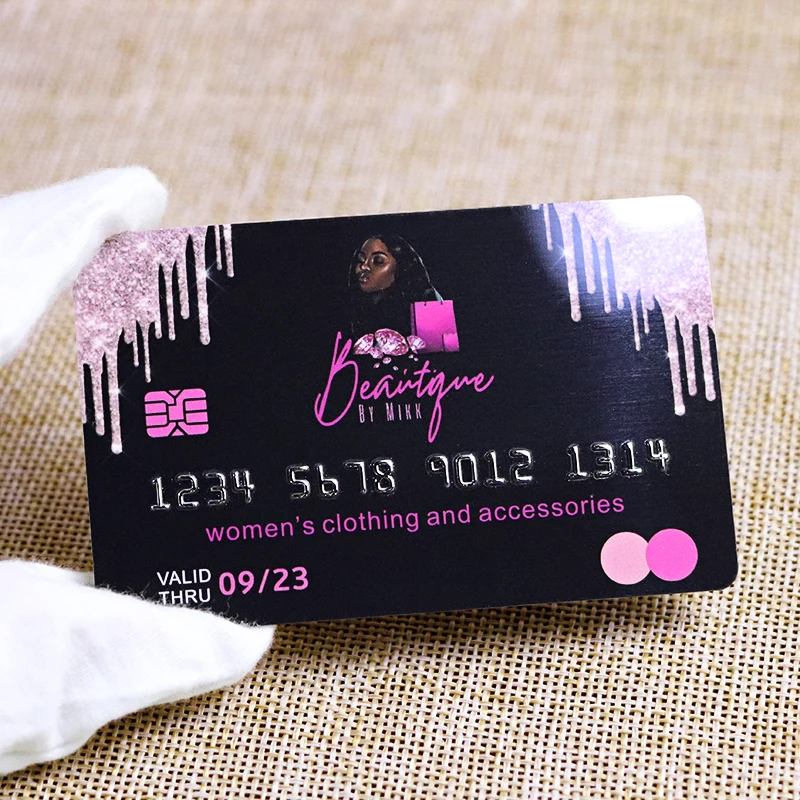 Beautque
By Mikk
1234 5678 9012 1314
women's clothing and accessories
VALID
THRU 09/23